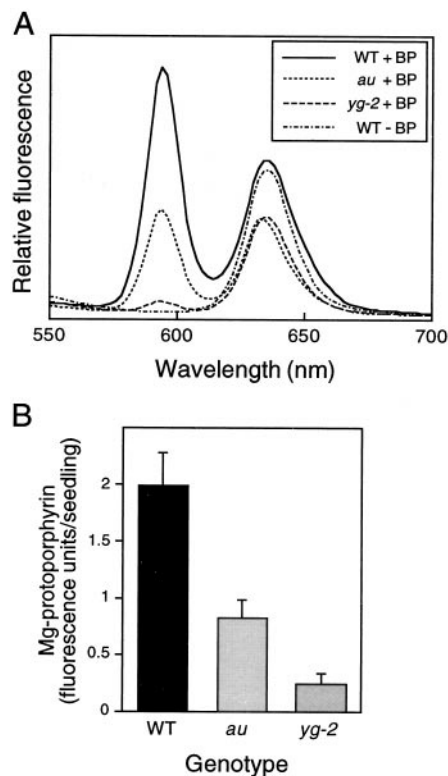 A
WT + BP
au + BP
yg-2 + BP
WT - BP
Relative fluorescence
550
600
650
700
Wavelength (nm)
B
Mg-protoporphyrin
(fluorescence units/seedling)
2
1.5
1
0.5
0
WT
au
yg-2
Genotype